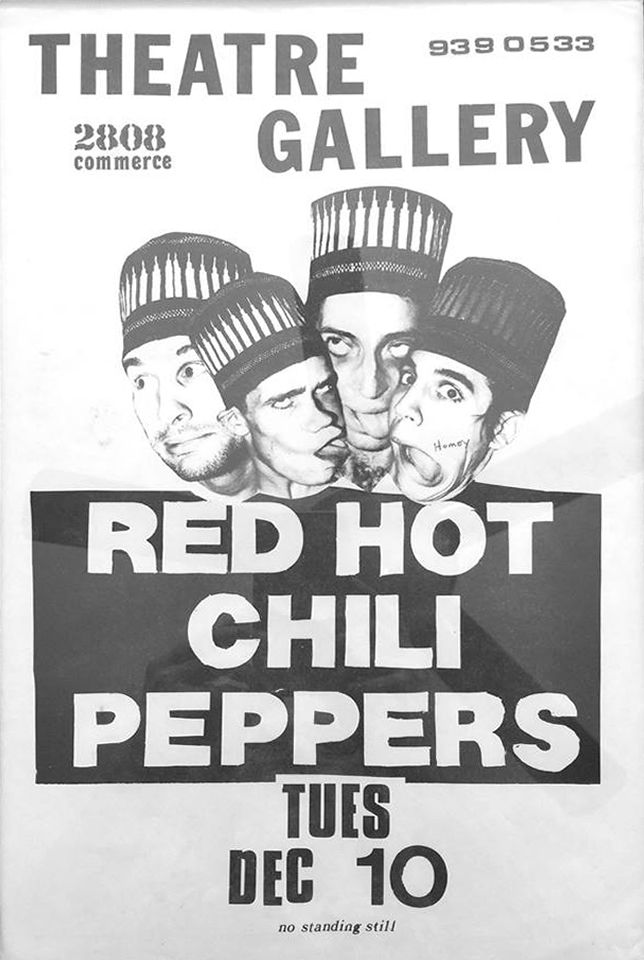 THEATRE
939 0533
2808
commerce
GALLERY
Homey
RED HOT
CHILI
PEPPERS
TUES
DEC 10
no standing still